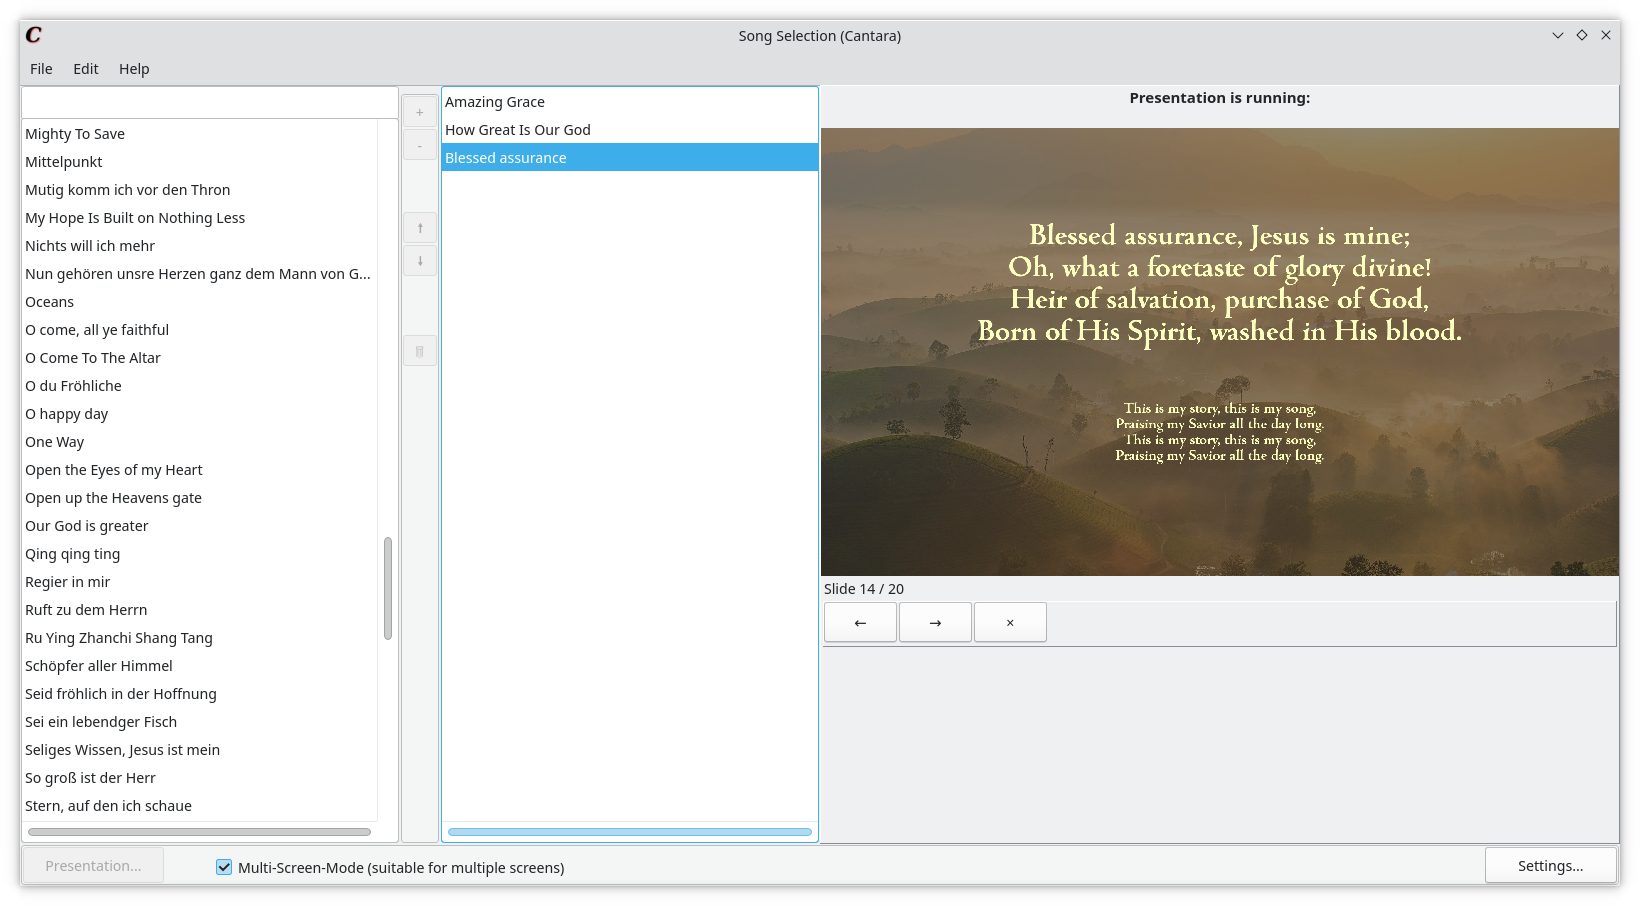 C
Song Selection (Cantara)
File Edit Help
Mighty To Save
Mittelpunkt
Mutig komm ich vor den Thron
My Hope Is Built on Nothing Less
Nichts will ich mehr
Nun gehören unsre Herzen ganz dem Mann von G...
Oceans
O come, all ye faithful
O Come To The Altar
O du Fröhliche
O happy day
One Way
Open the Eyes of my Heart
Open up the Heavens gate
Our God is greater
Qing qing ting
Regier in mir
Ruft zu dem Herrn
Ru Ying Zhanchi Shang Tang
Schöpfer aller Himmel
Seid fröhlich in der Hoffnung
Sei ein lebendger Fisch
Seliges Wissen, Jesus ist mein
So groß ist der Herr
Stern, auf den ich schaue
+
-
↑
↓
Amazing Grace
How Great Is Our God
Blessed assurance
Presentation is running:
Blessed assurance, Jesus is mine;
Oh, what a foretaste of glory divine!
Heir of salvation, purchase of God,
Born of His Spirit, washed in His blood.
This is my story, this is my song,
Praising my Savior all the day long.
This is my story, this is my song,
Praising my Savior all the day long.
Slide 14 / 20
← → ×
Presentation...
Multi-Screen-Mode (suitable for multiple screens)
Settings...